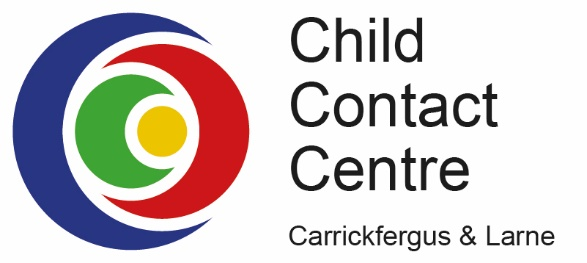 Child
Contact
Centre
Carrickfergus & Larne